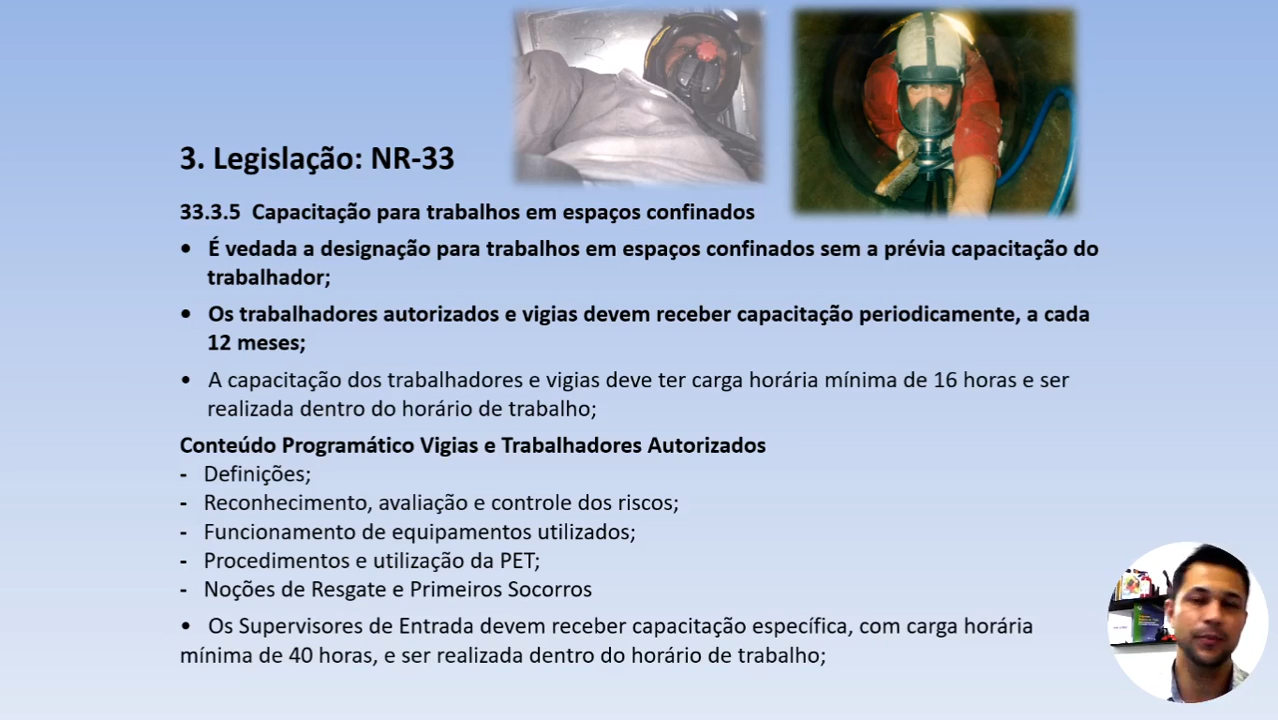 3. Legislação: NR-33
33.3.5 Capacitação para trabalhos em espaços confinados
• É vedada a designação para trabalhos em espaços confinados sem a prévia capacitação do
trabalhador;
• Os trabalhadores autorizados e vigias devem receber capacitação periodicamente, a cada
12 meses;
• A capacitação dos trabalhadores e vigias deve ter carga horária mínima de 16 horas e ser
realizada dentro do horário de trabalho;
Conteúdo Programático Vigias e Trabalhadores Autorizados
- Definições;
- Reconhecimento, avaliação e controle dos riscos;
- Funcionamento de equipamentos utilizados;
- Procedimentos e utilização da PET;
- Noções de Resgate e Primeiros Socorros
• Os Supervisores de Entrada devem receber capacitação específica, com carga horária
mínima de 40 horas, e ser realizada dentro do horário de trabalho;